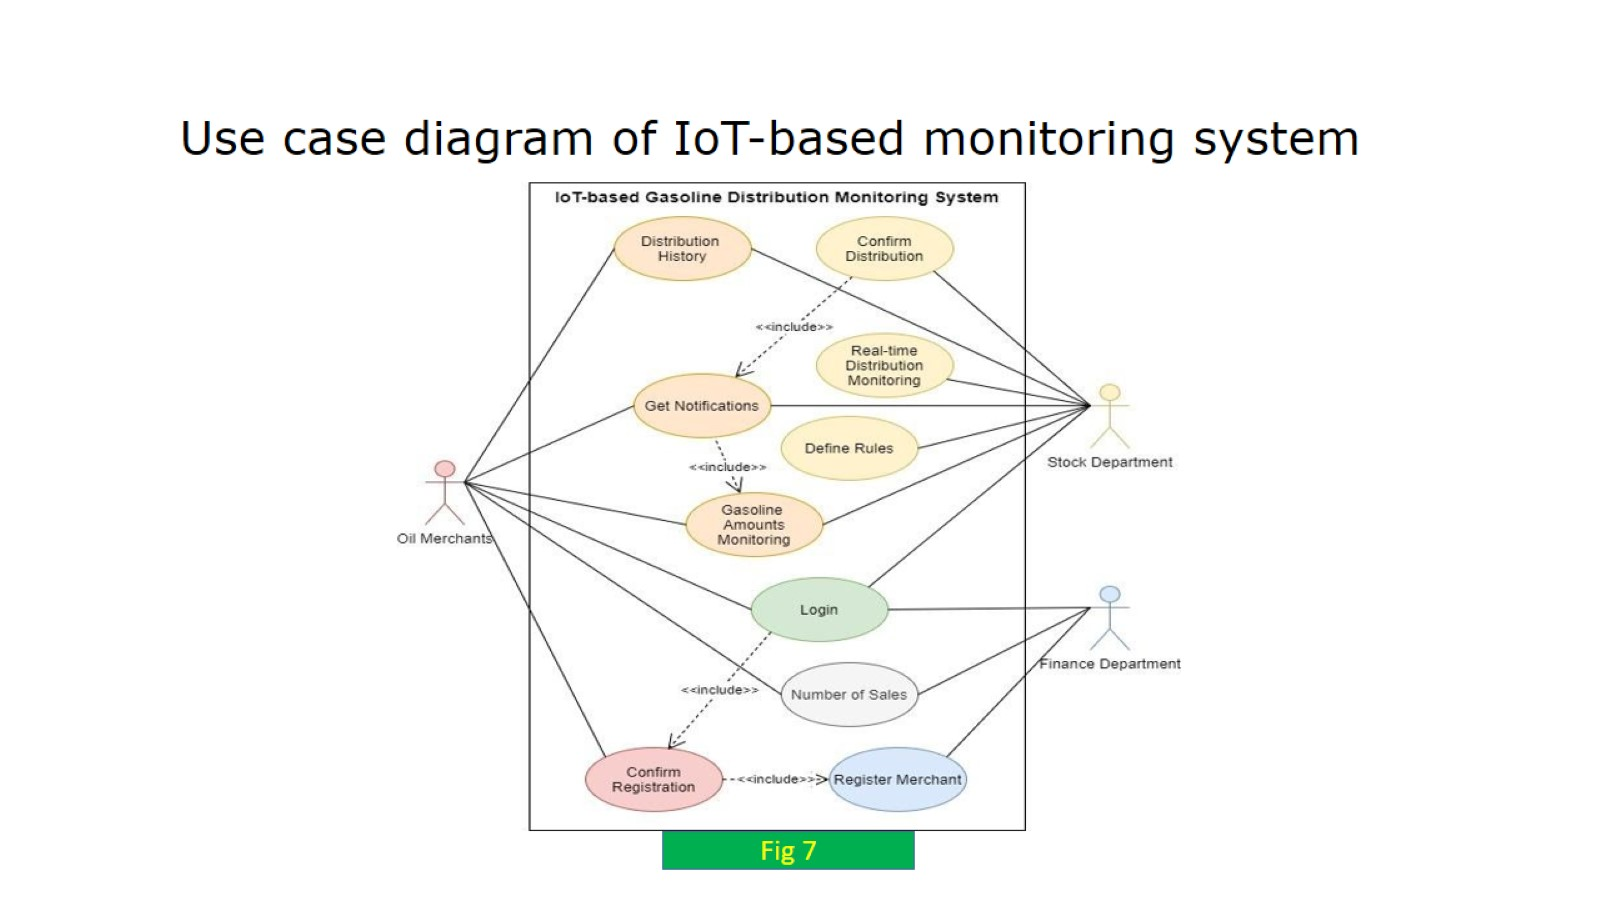 Use case diagram of IoT-based monitoring system
IoT-based Gasoline Distribution Monitoring System
Distribution
History
Confirm
Distribution
<<include>>
Real-time
Distribution
Monitoring
Get Notifications
Define Rules
Stock Department
<<include>>
Gasoline
Amounts
Monitoring
Oil Merchants
Login
Finance Department
<<include>>
Number of Sales
Confirm
Registration
<<include>>
Register Merchant
Fig 7